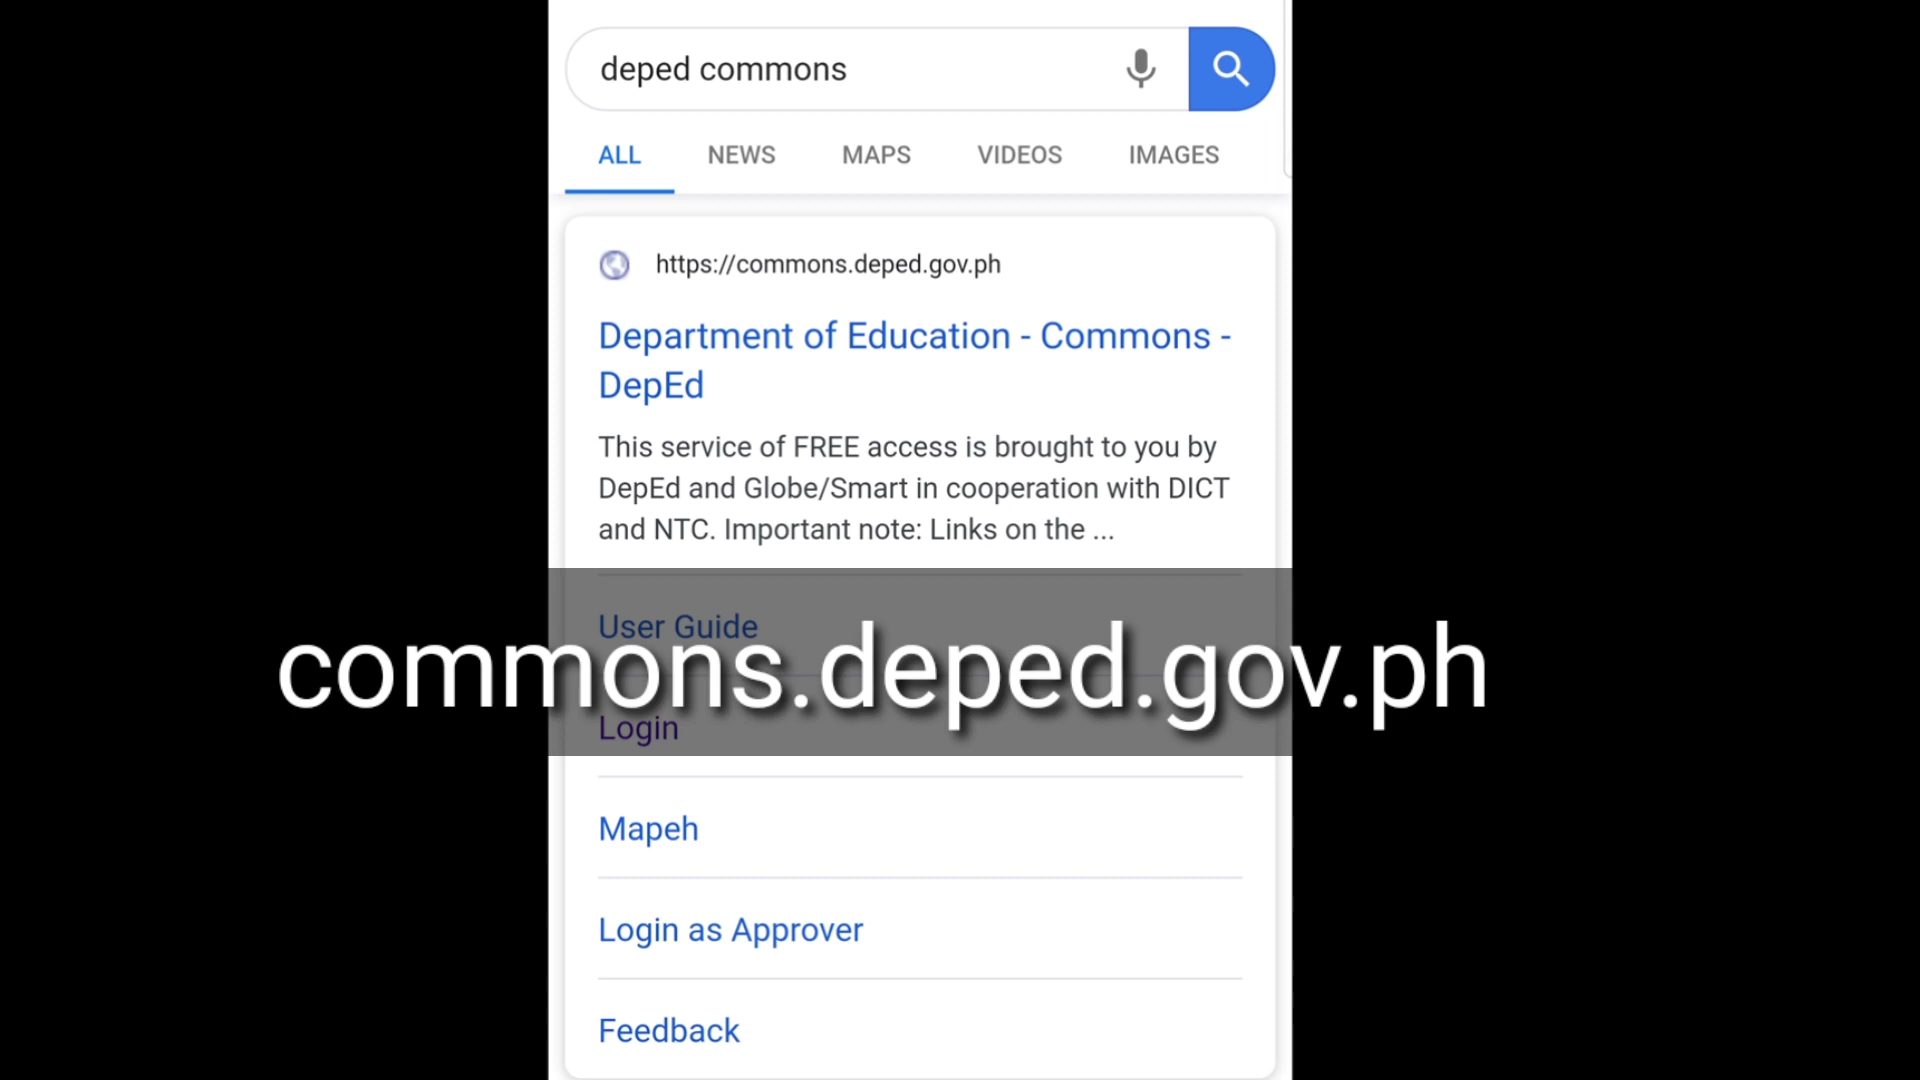 deped commons
ALL NEWS MAPS VIDEOS IMAGES
https://commons.deped.gov.ph
Department of Education - Commons -
DepEd
This service of FREE access is brought to you by
DepEd and Globe/Smart in cooperation with DICT
and NTC. Important note: Links on the ...
User Guide
commons.deped.gov.ph
Login
Mapeh
Login as Approver
Feedback